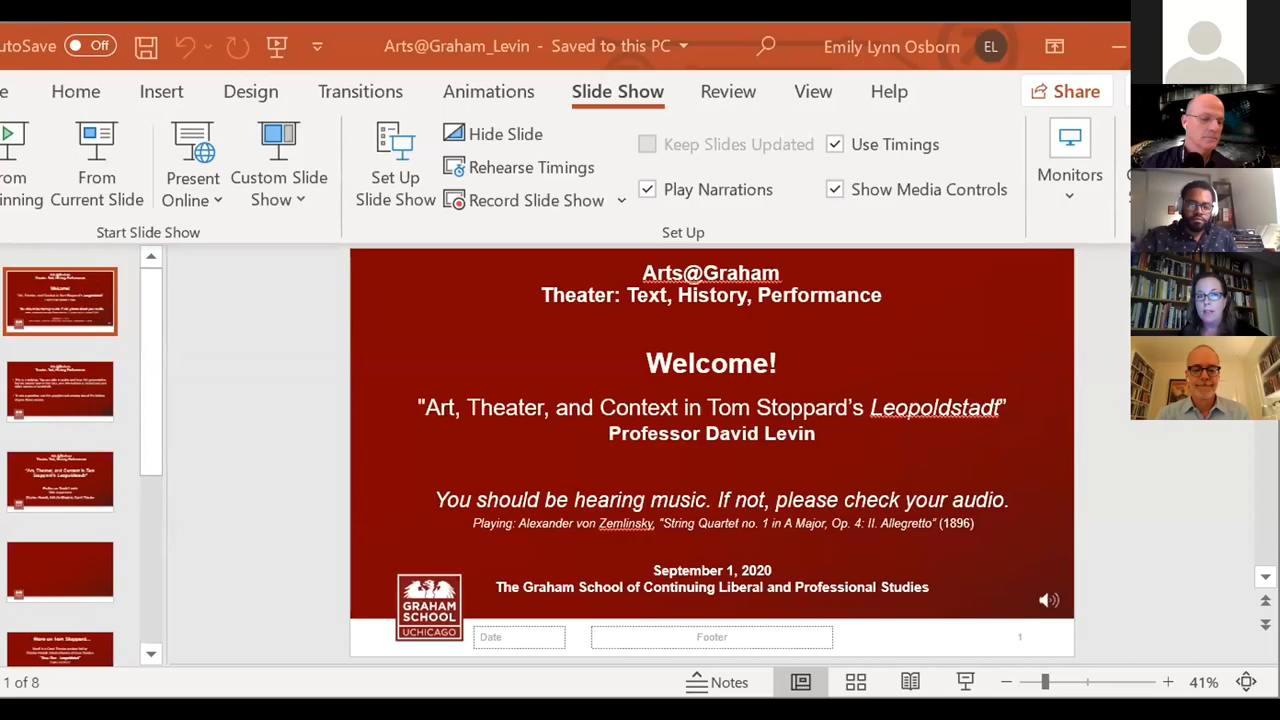 utoSave Off Arts@Graham_Levin - Saved to this PC Emily Lynn Osborn EL
e Home Insert Design Transitions Animations Slide Show Review View Help Share
rom
inning
From
Current Slide
Present
Online
Custom Slide
Show
Set Up
Slide Show
Hide Slide
Rehearse Timings
Record Slide Show
Keep Slides Updated
Play Narrations
Use Timings
Show Media Controls
Monitors
Start Slide Show
Set Up
Arts@Graham
Theater: Text, History, Performance
Welcome!
"Art, Theater, and Context in Tom Stoppard's Leopoldstadt"
Professor David Levin
You should be hearing music. If not, please check your audio.
Playing: Alexander von Zemlinsky, "String Quartet no. 1 in A Major, Op. 4: II. Allegretto" (1896)
September 1, 2020
The Graham School of Continuing Liberal and Professional Studies
GRAHAM
SCHOOL
UCHICAGO
Date
Footer
1
1 of 8
Notes
41%